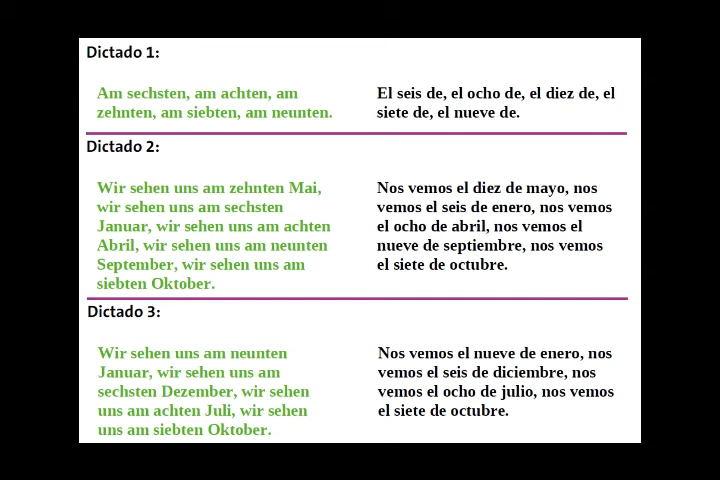 Dictado 1:
Am sechsten, am achten, am
zehnten, am siebten, am neunten.
El seis de, el ocho de, el diez de, el
siete de, el nueve de.
Dictado 2:
Wir sehen uns am zehnten Mai,
wir sehen uns am sechsten
Januar, wir sehen uns am achten
Abril, wir sehen uns am neunten
September, wir sehen uns am
siebten Oktober.
Nos vemos el diez de mayo, nos
vemos el seis de enero, nos vemos
el ocho de abril, nos vemos el
nueve de septiembre, nos vemos
el siete de octubre.
Dictado 3:
Wir sehen uns am neunten
Januar, wir sehen uns am
sechsten Dezember, wir sehen
uns am achten Juli, wir sehen
uns am siebten Oktober.
Nos vemos el nueve de enero, nos
vemos el seis de diciembre, nos
vemos el ocho de julio, nos vemos
el siete de octubre.